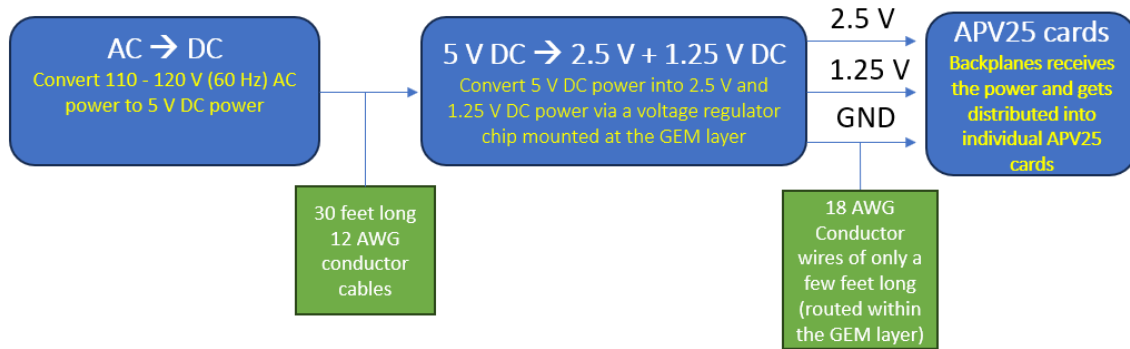 AC → DC
Convert 110 - 120 V (60 Hz) AC
power to 5 V DC power
5 V DC → 2.5 V + 1.25 V DC
Convert 5 V DC power into 2.5 V and
1.25 V DC power via a voltage regulator
chip mounted at the GEM layer
2.5 V
1.25 V
GND
APV25 cards
Backplanes receives
the power and gets
distributed into
individual APV25
cards
30 feet long
12 AWG
conductor
cables
18 AWG
Conductor
wires of only a
few feet long
(routed within
the GEM layer)